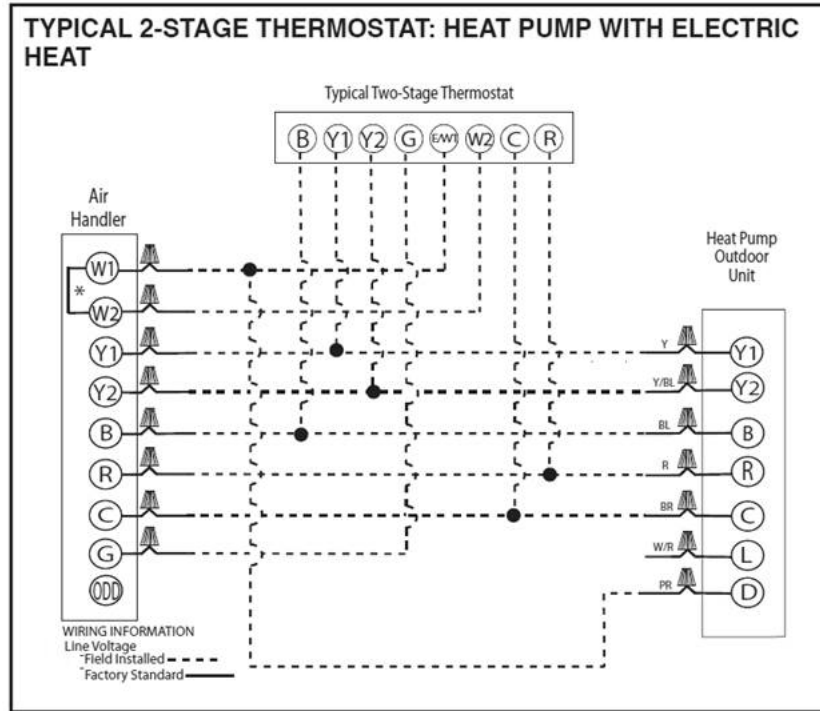 TYPICAL 2-STAGE THERMOSTAT: HEAT PUMP WITH ELECTRIC
HEAT
Typical Two-Stage Thermostat
B Y1 Y2 G E/W1 W2 C R
Air
Handler
W1
*
W2
Y1
Y2
B
R
C
G
ODD
Heat Pump
Outdoor
Unit
Y Y1
Y/BL Y2
BL B
R R
BR C
W/R L
PR D
WIRING INFORMATION
Line Voltage
-Field Installed
-Factory Standard